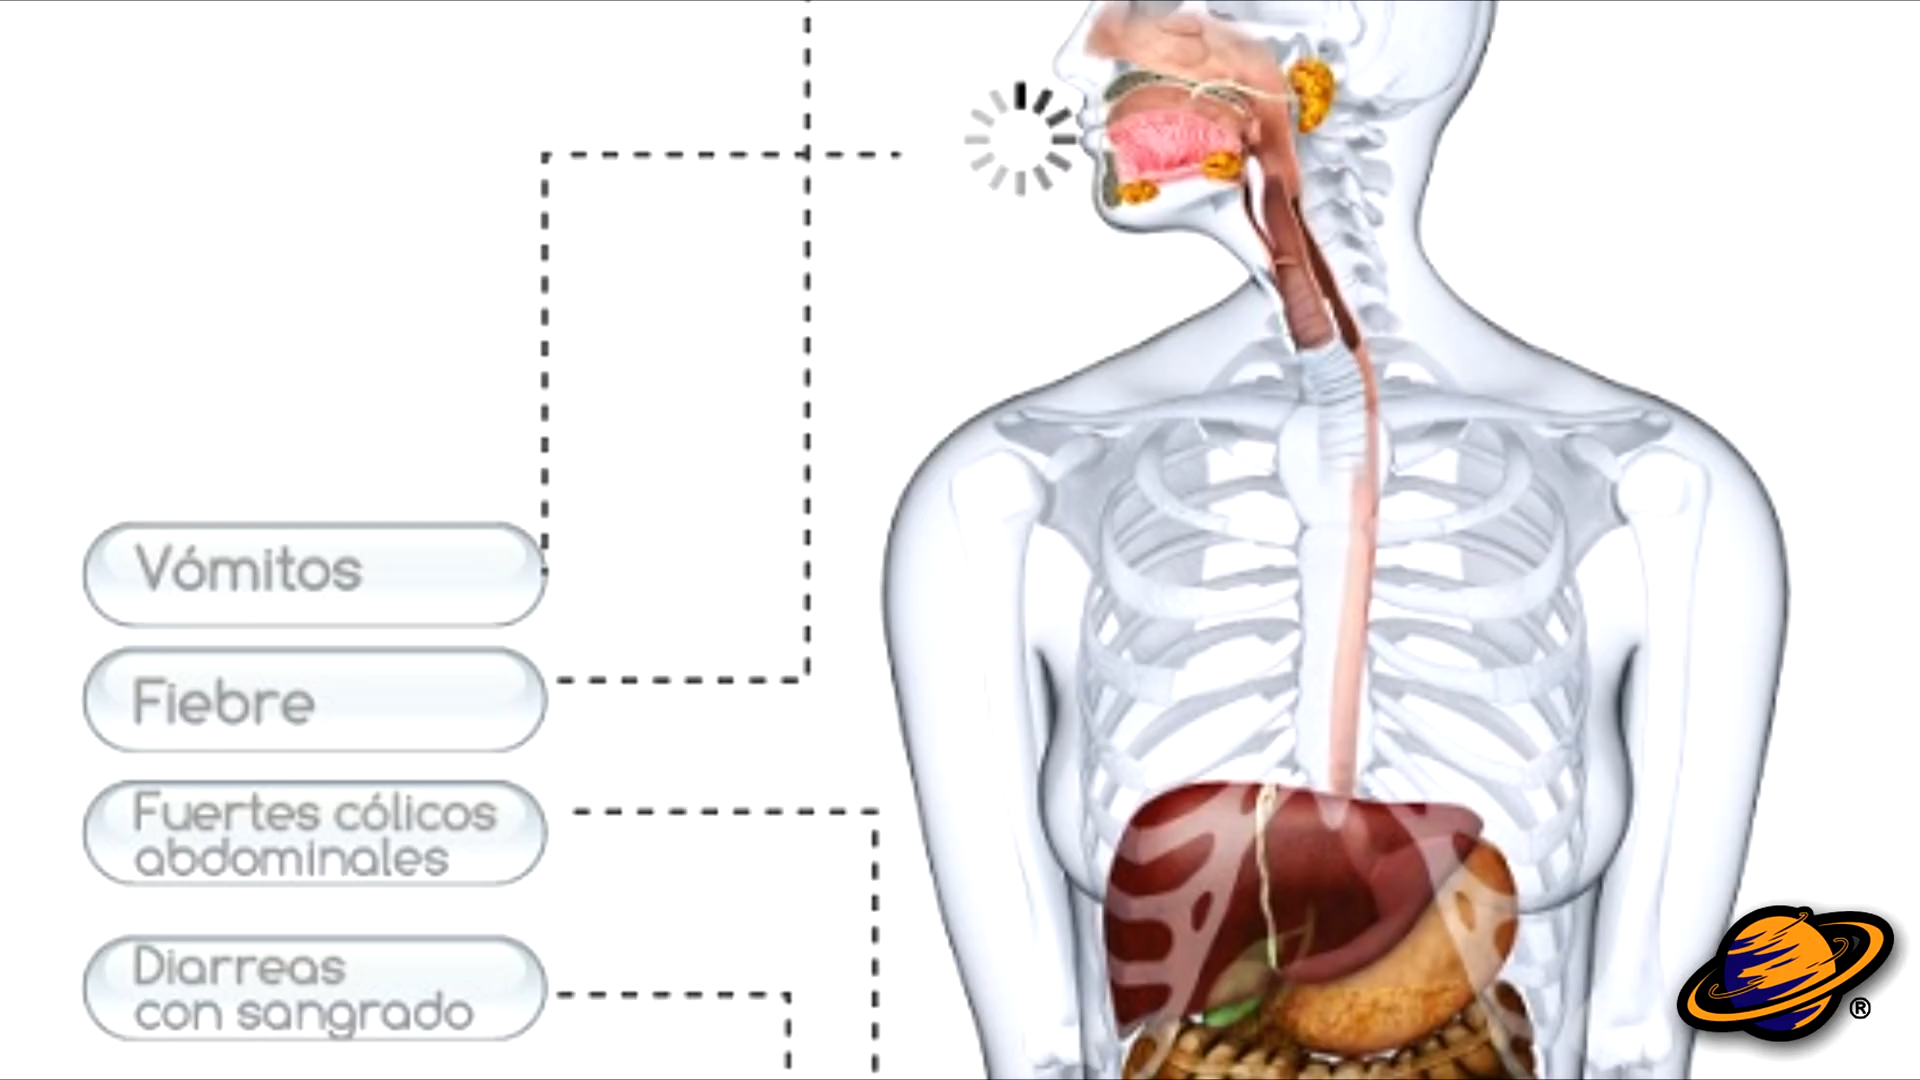 Vómitos
Fiebre
Fuertes cólicos
abdominales
Diarreas
con sangrado
®